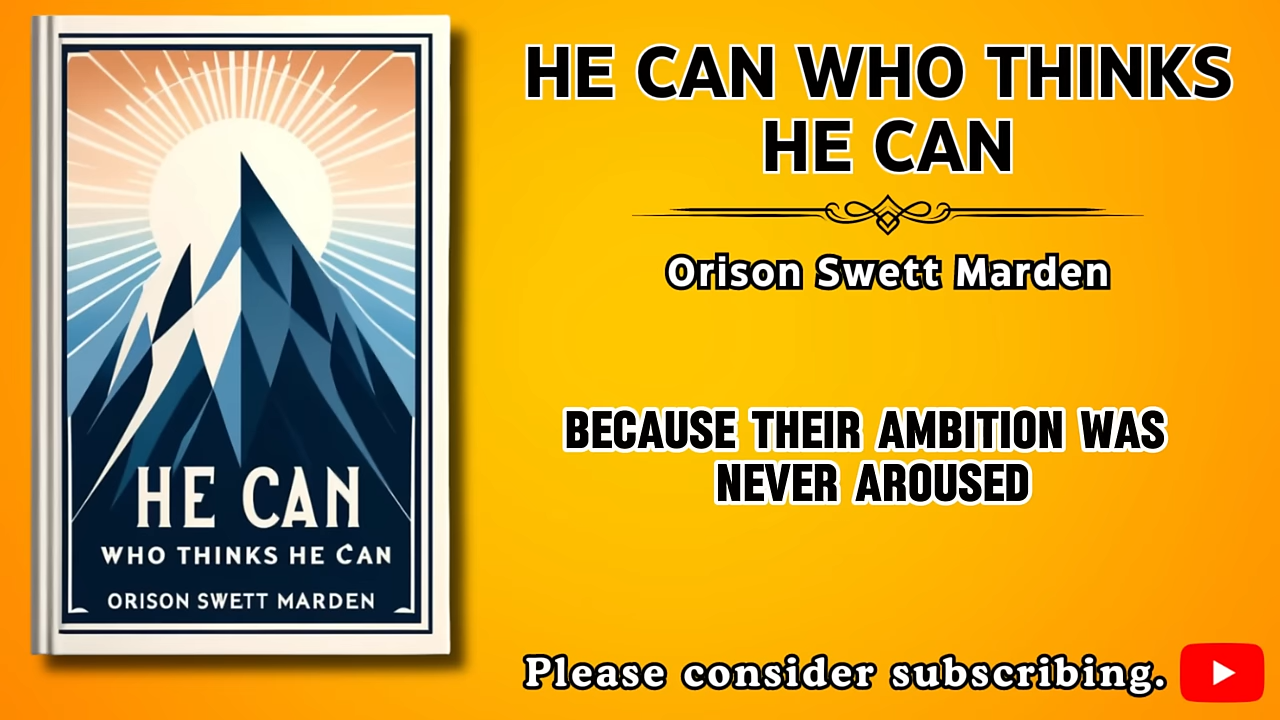 HE CAN
WHO THINKS HE CAN
ORISON SWETT MARDEN
HE CAN WHO THINKS
HE CAN
Orison Swett Marden
BECAUSE THEIR AMBITION WAS
NEVER AROUSED
Please consider subscribing.